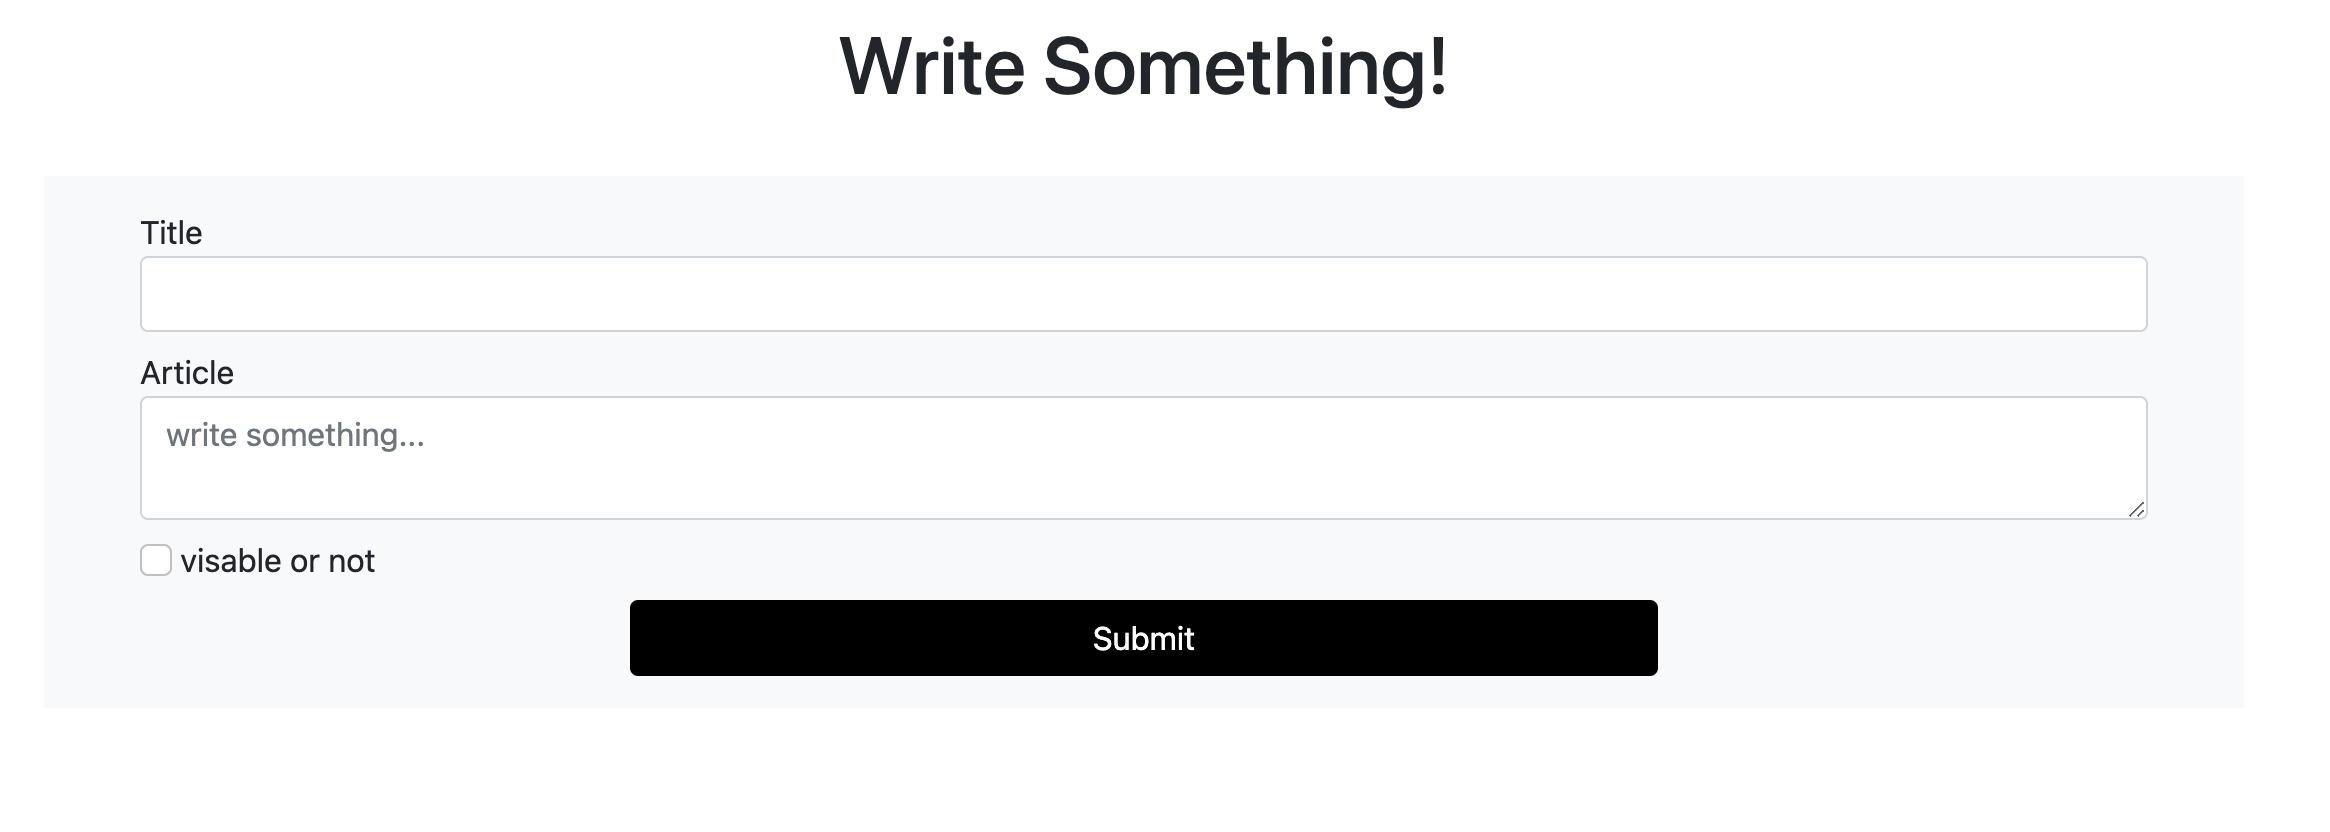 Write Something!
Title
Article
write something...
visable or not
Submit